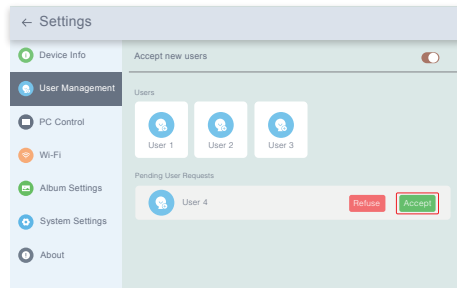 ← Settings
Device Info
User Management
PC Control
Wi-Fi
Album Settings
System Settings
About
Accept new users
Users
User 1 User 2 User 3
Pending User Requests
User 4 Refuse Accept